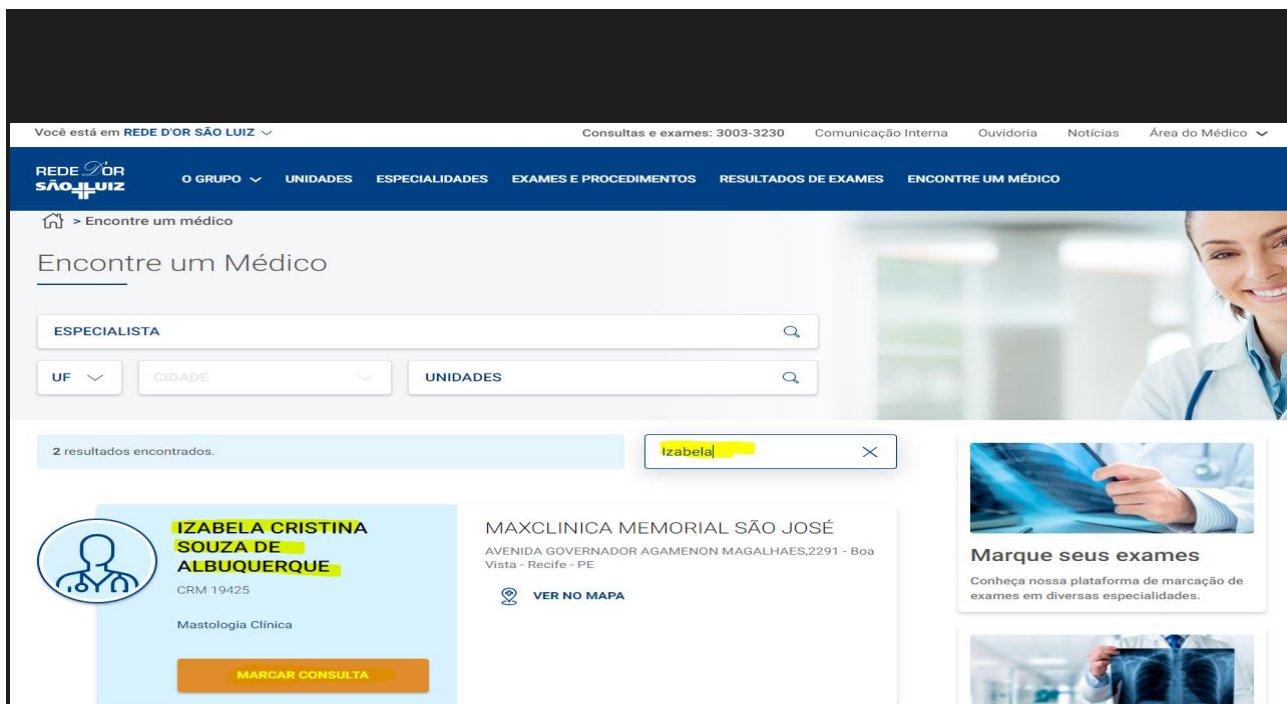 Você está em REDE D'OR SÃO LUIZ
Consultas e exames: 3003-3230 Comunicação Interna Ouvidoria Notícias Área do Médico
REDE D'OR
SÃO LUIZ
O GRUPO UNIDADES ESPECIALIDADES EXAMES E PROCEDIMENTOS RESULTADOS DE EXAMES ENCONTRE UM MÉDICO
> Encontre um médico
Encontre um Médico
ESPECIALISTA
UF CIDADE UNIDADES
2 resultados encontrados.
Izabela
IZABELA CRISTINA
SOUZA DE
ALBUQUERQUE
CRM 19425
Mastologia Clínica
MARCAR CONSULTA
MAXCLINICA MEMORIAL SÃO JOSÉ
AVENIDA GOVERNADOR AGAMENON MAGALHAES,2291 - Boa
Vista - Recife - PE
VER NO MAPA
Marque seus exames
Conheça nossa plataforma de marcação de
exames em diversas especialidades.